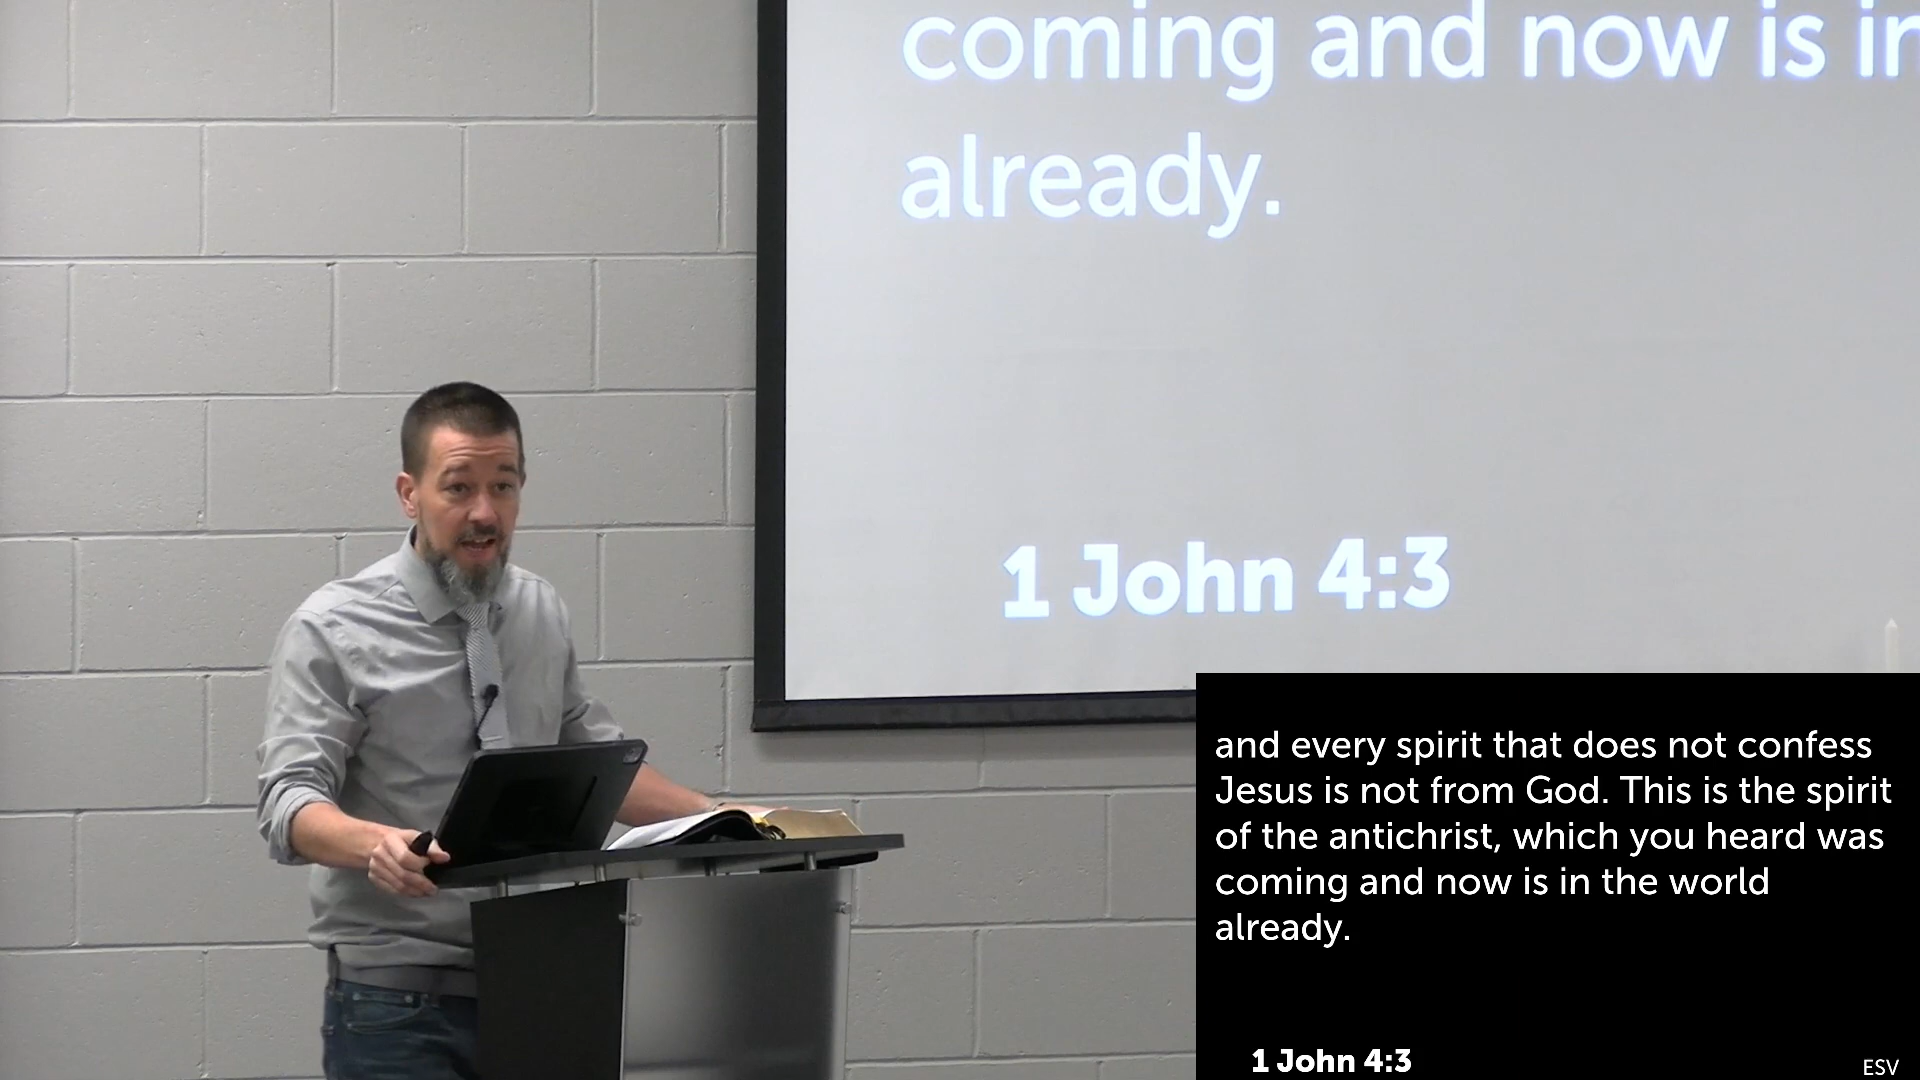 coming and now is in
already.
1 John 4:3
and every spirit that does not confess
Jesus is not from God. This is the spirit
of the antichrist, which you heard was
coming and now is in the world
already.
1 John 4:3
ESV